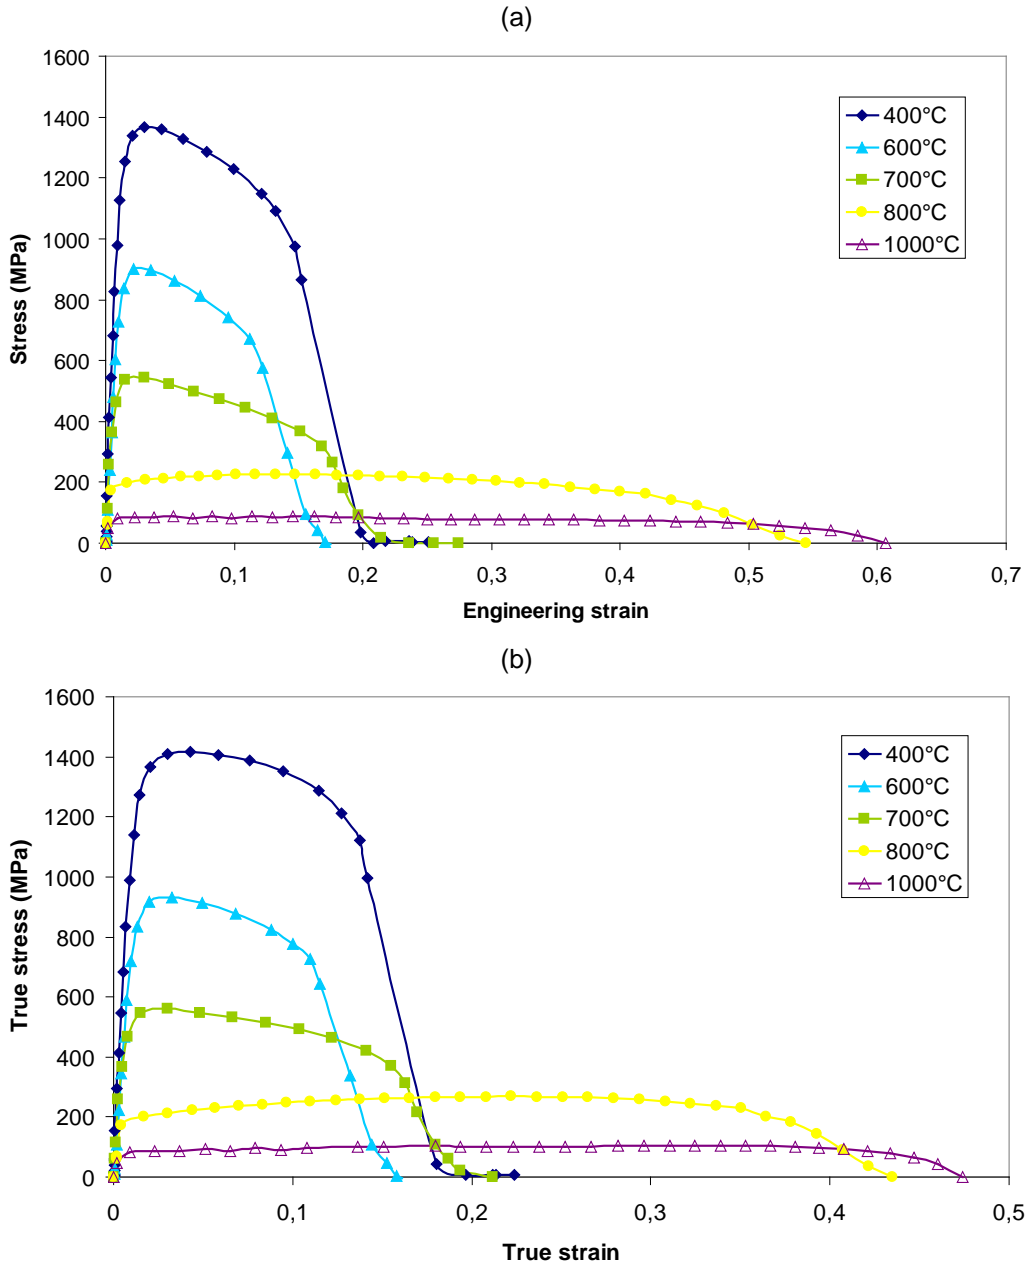 (a)
1600
1400
1200
1000
800
600
400
200
0
Stress (MPa)
0 0,1 0,2 0,3 0,4 0,5 0,6 0,7
Engineering strain
400°C
600°C
700°C
800°C
1000°C
(b)
1600
1400
1200
1000
800
600
400
200
0
True stress (MPa)
0 0,1 0,2 0,3 0,4 0,5
True strain
400°C
600°C
700°C
800°C
1000°C